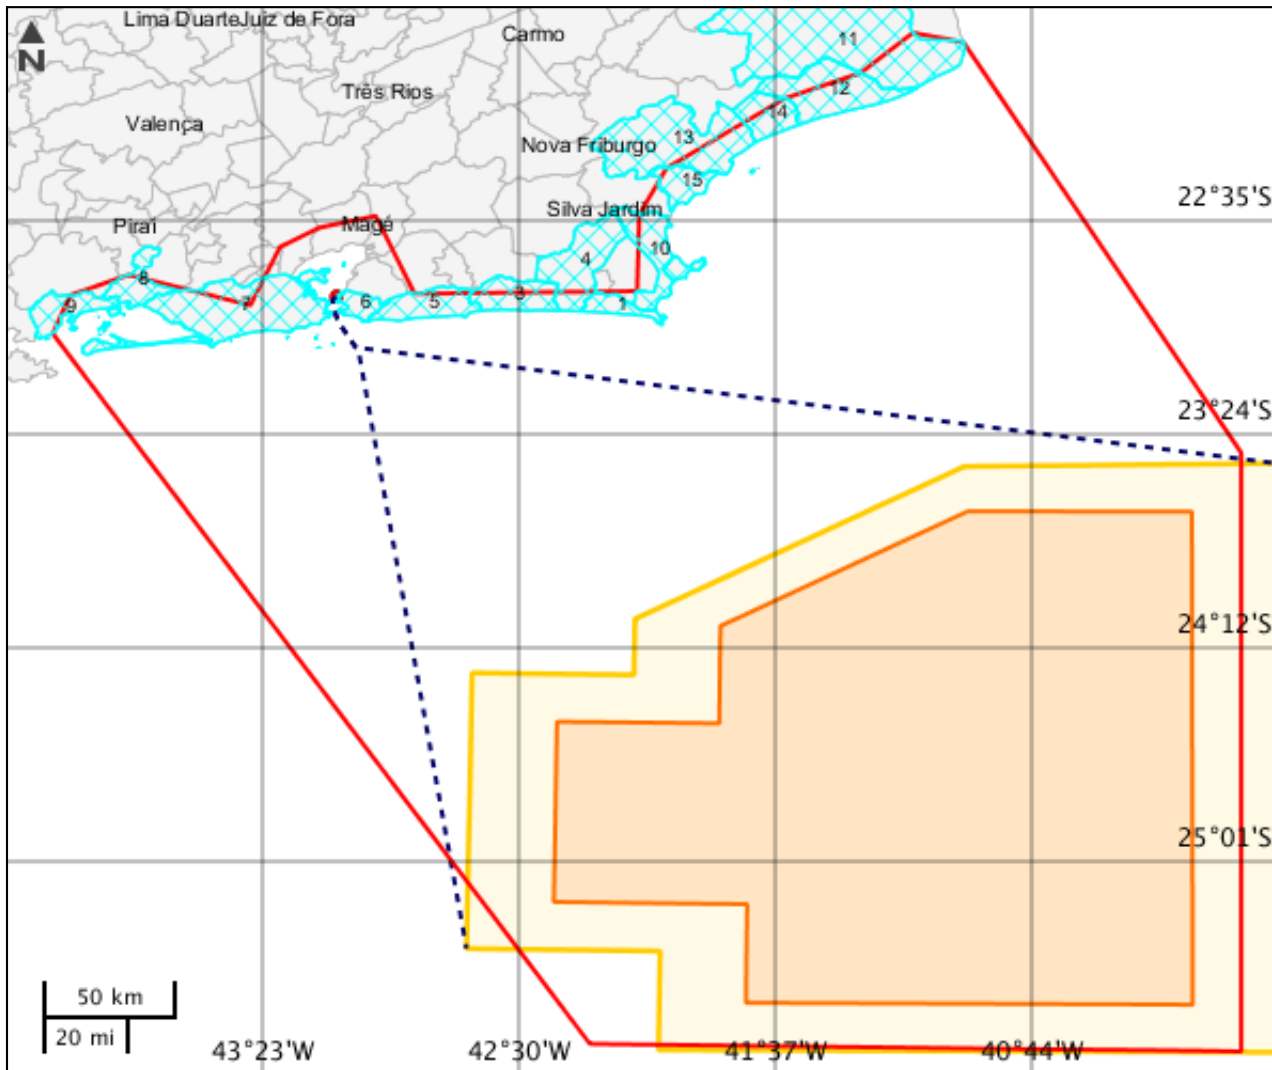 Lima Duarte Juiz de Fora
Carmo
11
N
Três Rios
12
14
Valença
13
Nova Friburgo
15
22°35'S
Silva Jardim
Piraí
Magé
10
4
8
9
7
6
5
3
1
23°24'S
24°12'S
25°01'S
50 km
20 mi
43°23'W
42°30'W
41°37'W
40°44'W